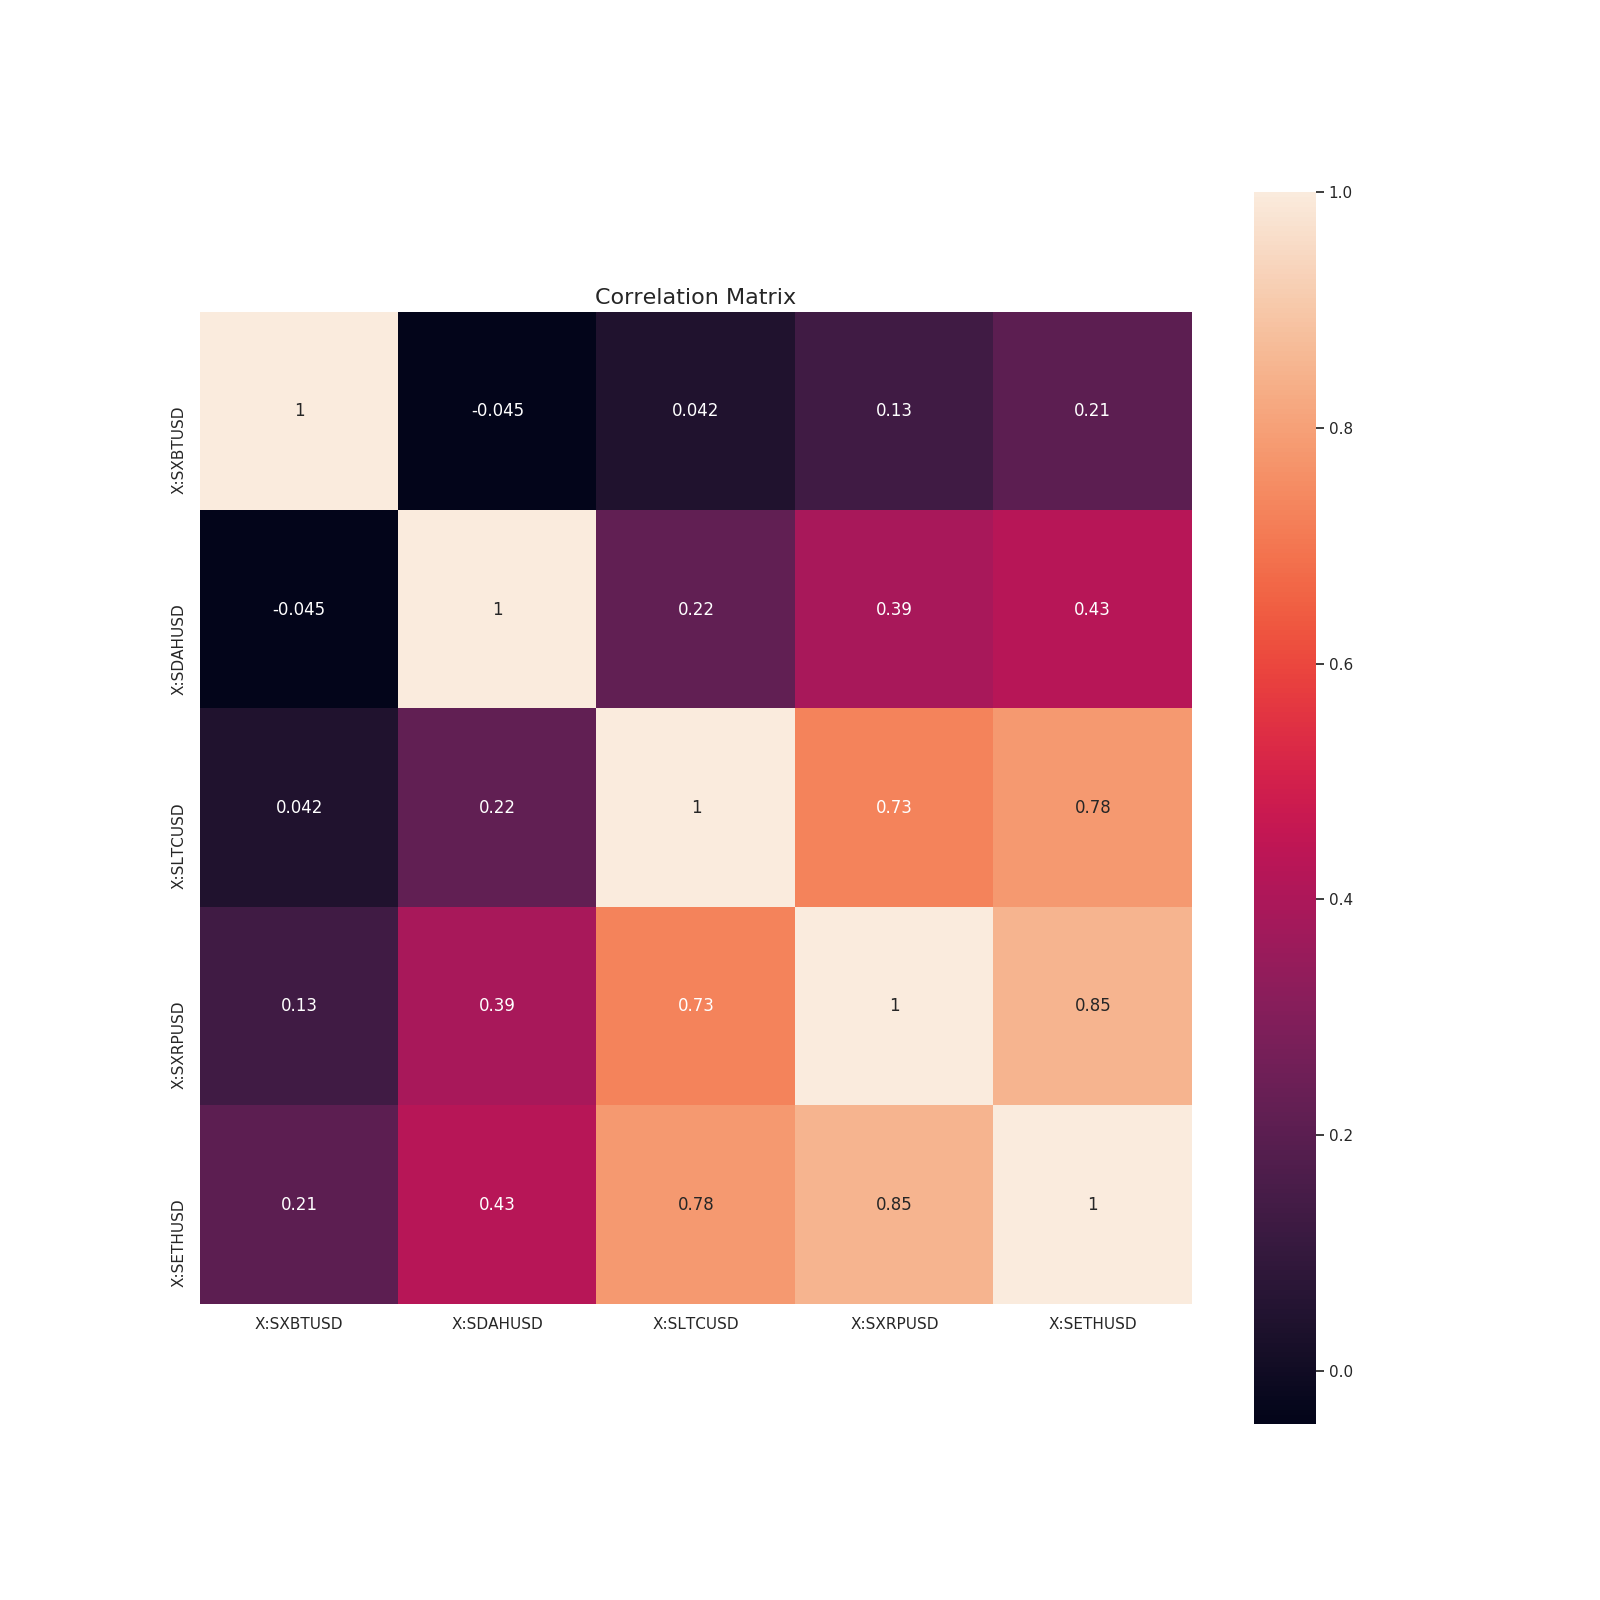 Correlation Matrix
X:SXBTUSD 1 -0.045 0.042 0.13 0.21
X:SDAHUSD -0.045 1 0.22 0.39 0.43
X:SLTCUSD 0.042 0.22 1 0.73 0.78
X:SXRPUSD 0.13 0.39 0.73 1 0.85
X:SETHUSD 0.21 0.43 0.78 0.85 1
X:SXBTUSD X:SDAHUSD X:SLTCUSD X:SXRPUSD X:SETHUSD
1.0
0.8
0.6
0.4
0.2
0.0